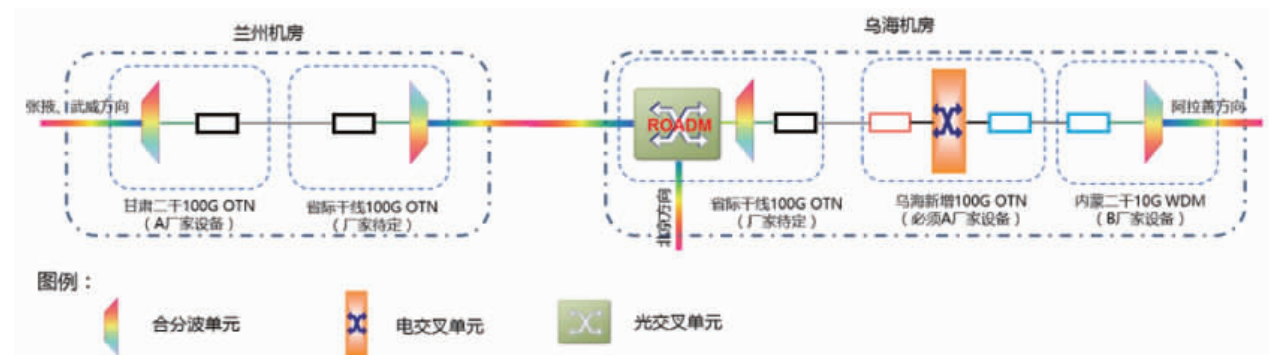 兰州机房
乌海机房
张掖、武威方向
ROADM
阿拉善方向
甘肃二干100G OTN
（A厂家设备）
省际干线100G OTN
（厂家待定）
北京方向
省际干线100G OTN
（厂家待定）
乌海新增100G OTN
（必须A厂家设备）
内蒙二干10G WDM
（B厂家设备）
图例：
合分波单元
电交叉单元
光交叉单元